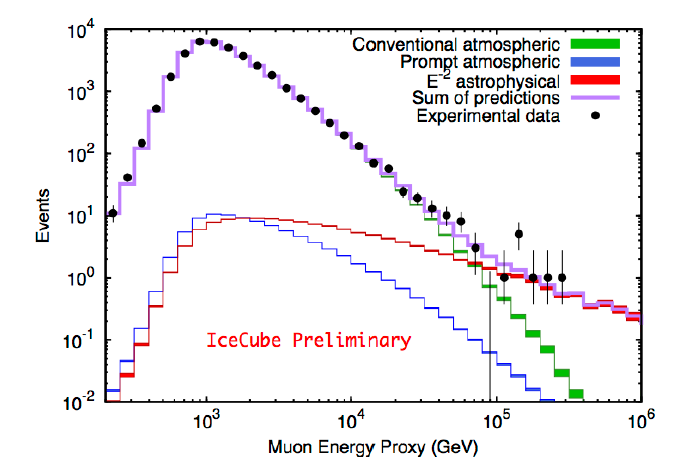 10^4
10^3
10^2
10^1
10^0
10^-1
10^-2
Events
Conventional atmospheric
Prompt atmospheric
E^-2 astrophysical
Sum of predictions
Experimental data
IceCube Preliminary
10^3 10^4 10^5 10^6
Muon Energy Proxy (GeV)